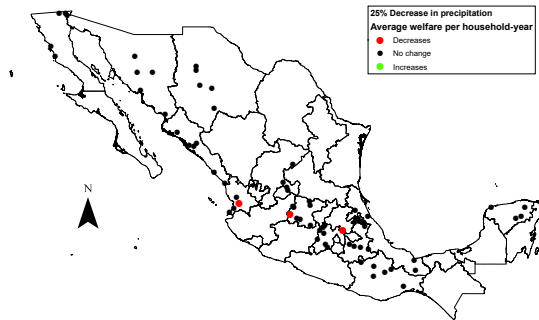 25% Decrease in precipitation
Average welfare per household-year
Decreases
No change
Increases
N